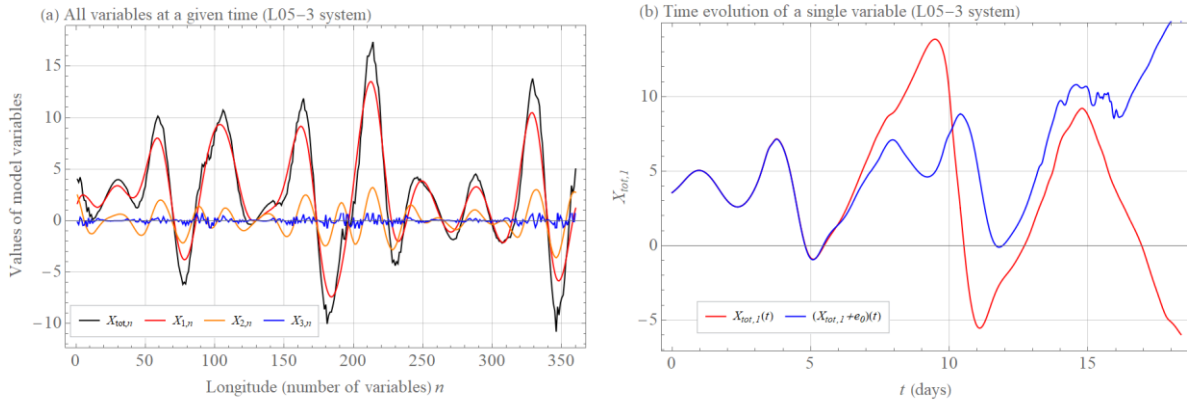 (a) All variables at a given time (L05−3 system)
Values of model variables
15
10
5
0
−5
−10
X_tot,n X_1,n X_2,n X_3,n
0 50 100 150 200 250 300 350
Longitude (number of variables) n
(b) Time evolution of a single variable (L05−3 system)
X_tot,1
10
5
0
−5
X_tot,1(t) (X_tot,1+e_0)(t)
0 5 10 15
t (days)